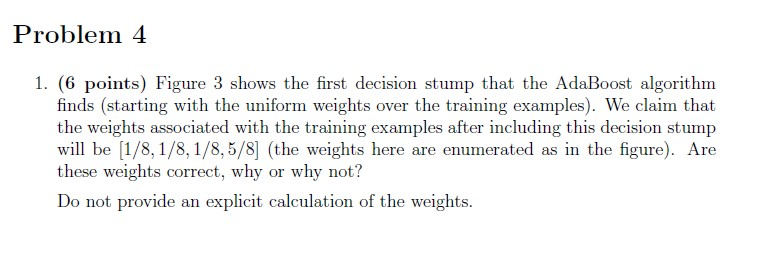 Problem 4
1. (6 points) Figure 3 shows the first decision stump that the AdaBoost algorithm
finds (starting with the uniform weights over the training examples). We claim that
the weights associated with the training examples after including this decision stump
will be [1/8, 1/8, 1/8, 5/8] (the weights here are enumerated as in the figure). Are
these weights correct, why or why not?
Do not provide an explicit calculation of the weights.